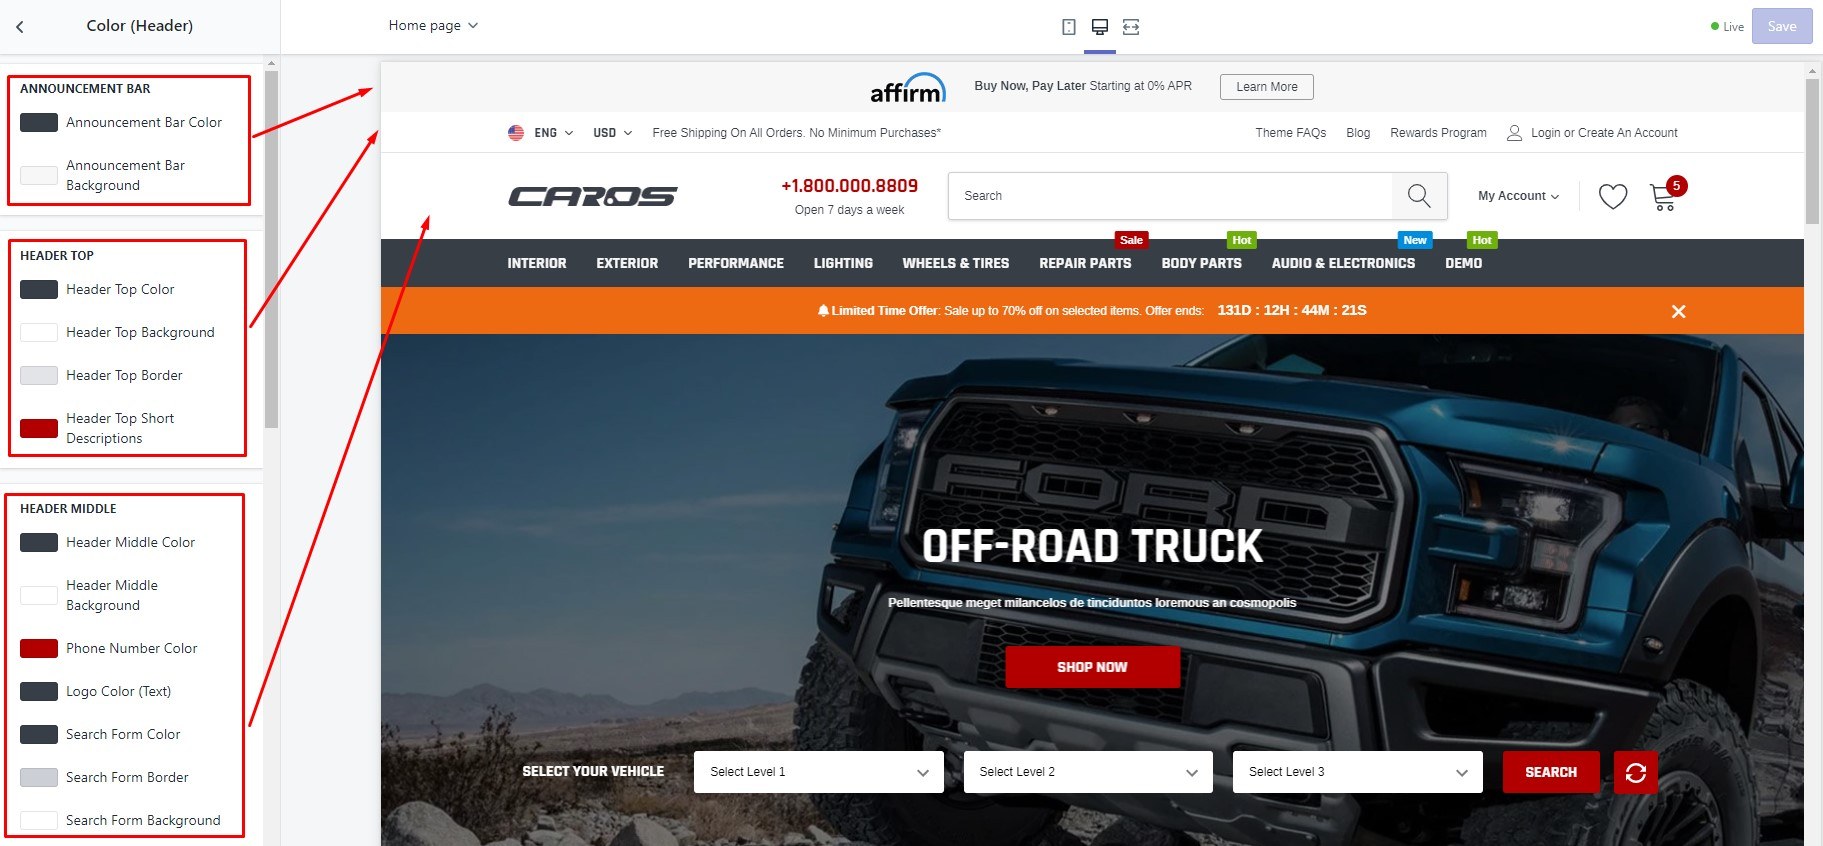 Color (Header)
Home page
Live
Save
ANNOUNCEMENT BAR
Announcement Bar Color
Announcement Bar
Background
HEADER TOP
Header Top Color
Header Top Background
Header Top Border
Header Top Short
Descriptions
HEADER MIDDLE
Header Middle Color
Header Middle
Background
Phone Number Color
Logo Color (Text)
Search Form Color
Search Form Border
Search Form Background
affirm Buy Now, Pay Later Starting at 0% APR Learn More
ENG USD Free Shipping On All Orders. No Minimum Purchases* Theme FAQs Blog Rewards Program Login or Create An Account
CAROS
+1.800.000.8809
Open 7 days a week
Search
My Account
5
Sale Hot New Hot
INTERIOR EXTERIOR PERFORMANCE LIGHTING WHEELS & TIRES REPAIR PARTS BODY PARTS AUDIO & ELECTRONICS DEMO
Limited Time Offer: Sale up to 70% off on selected items. Offer ends: 131D : 12H : 44M : 21S
FORD
OFF-ROAD TRUCK
Pellentesque meget milancelos de tinciduntos loremous an cosmopolis
SHOP NOW
SELECT YOUR VEHICLE Select Level 1 Select Level 2 Select Level 3 SEARCH